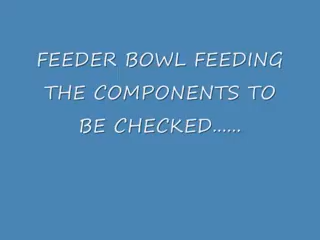 FEEDER BOWL FEEDING
THE COMPONENTS TO
BE CHECKED......